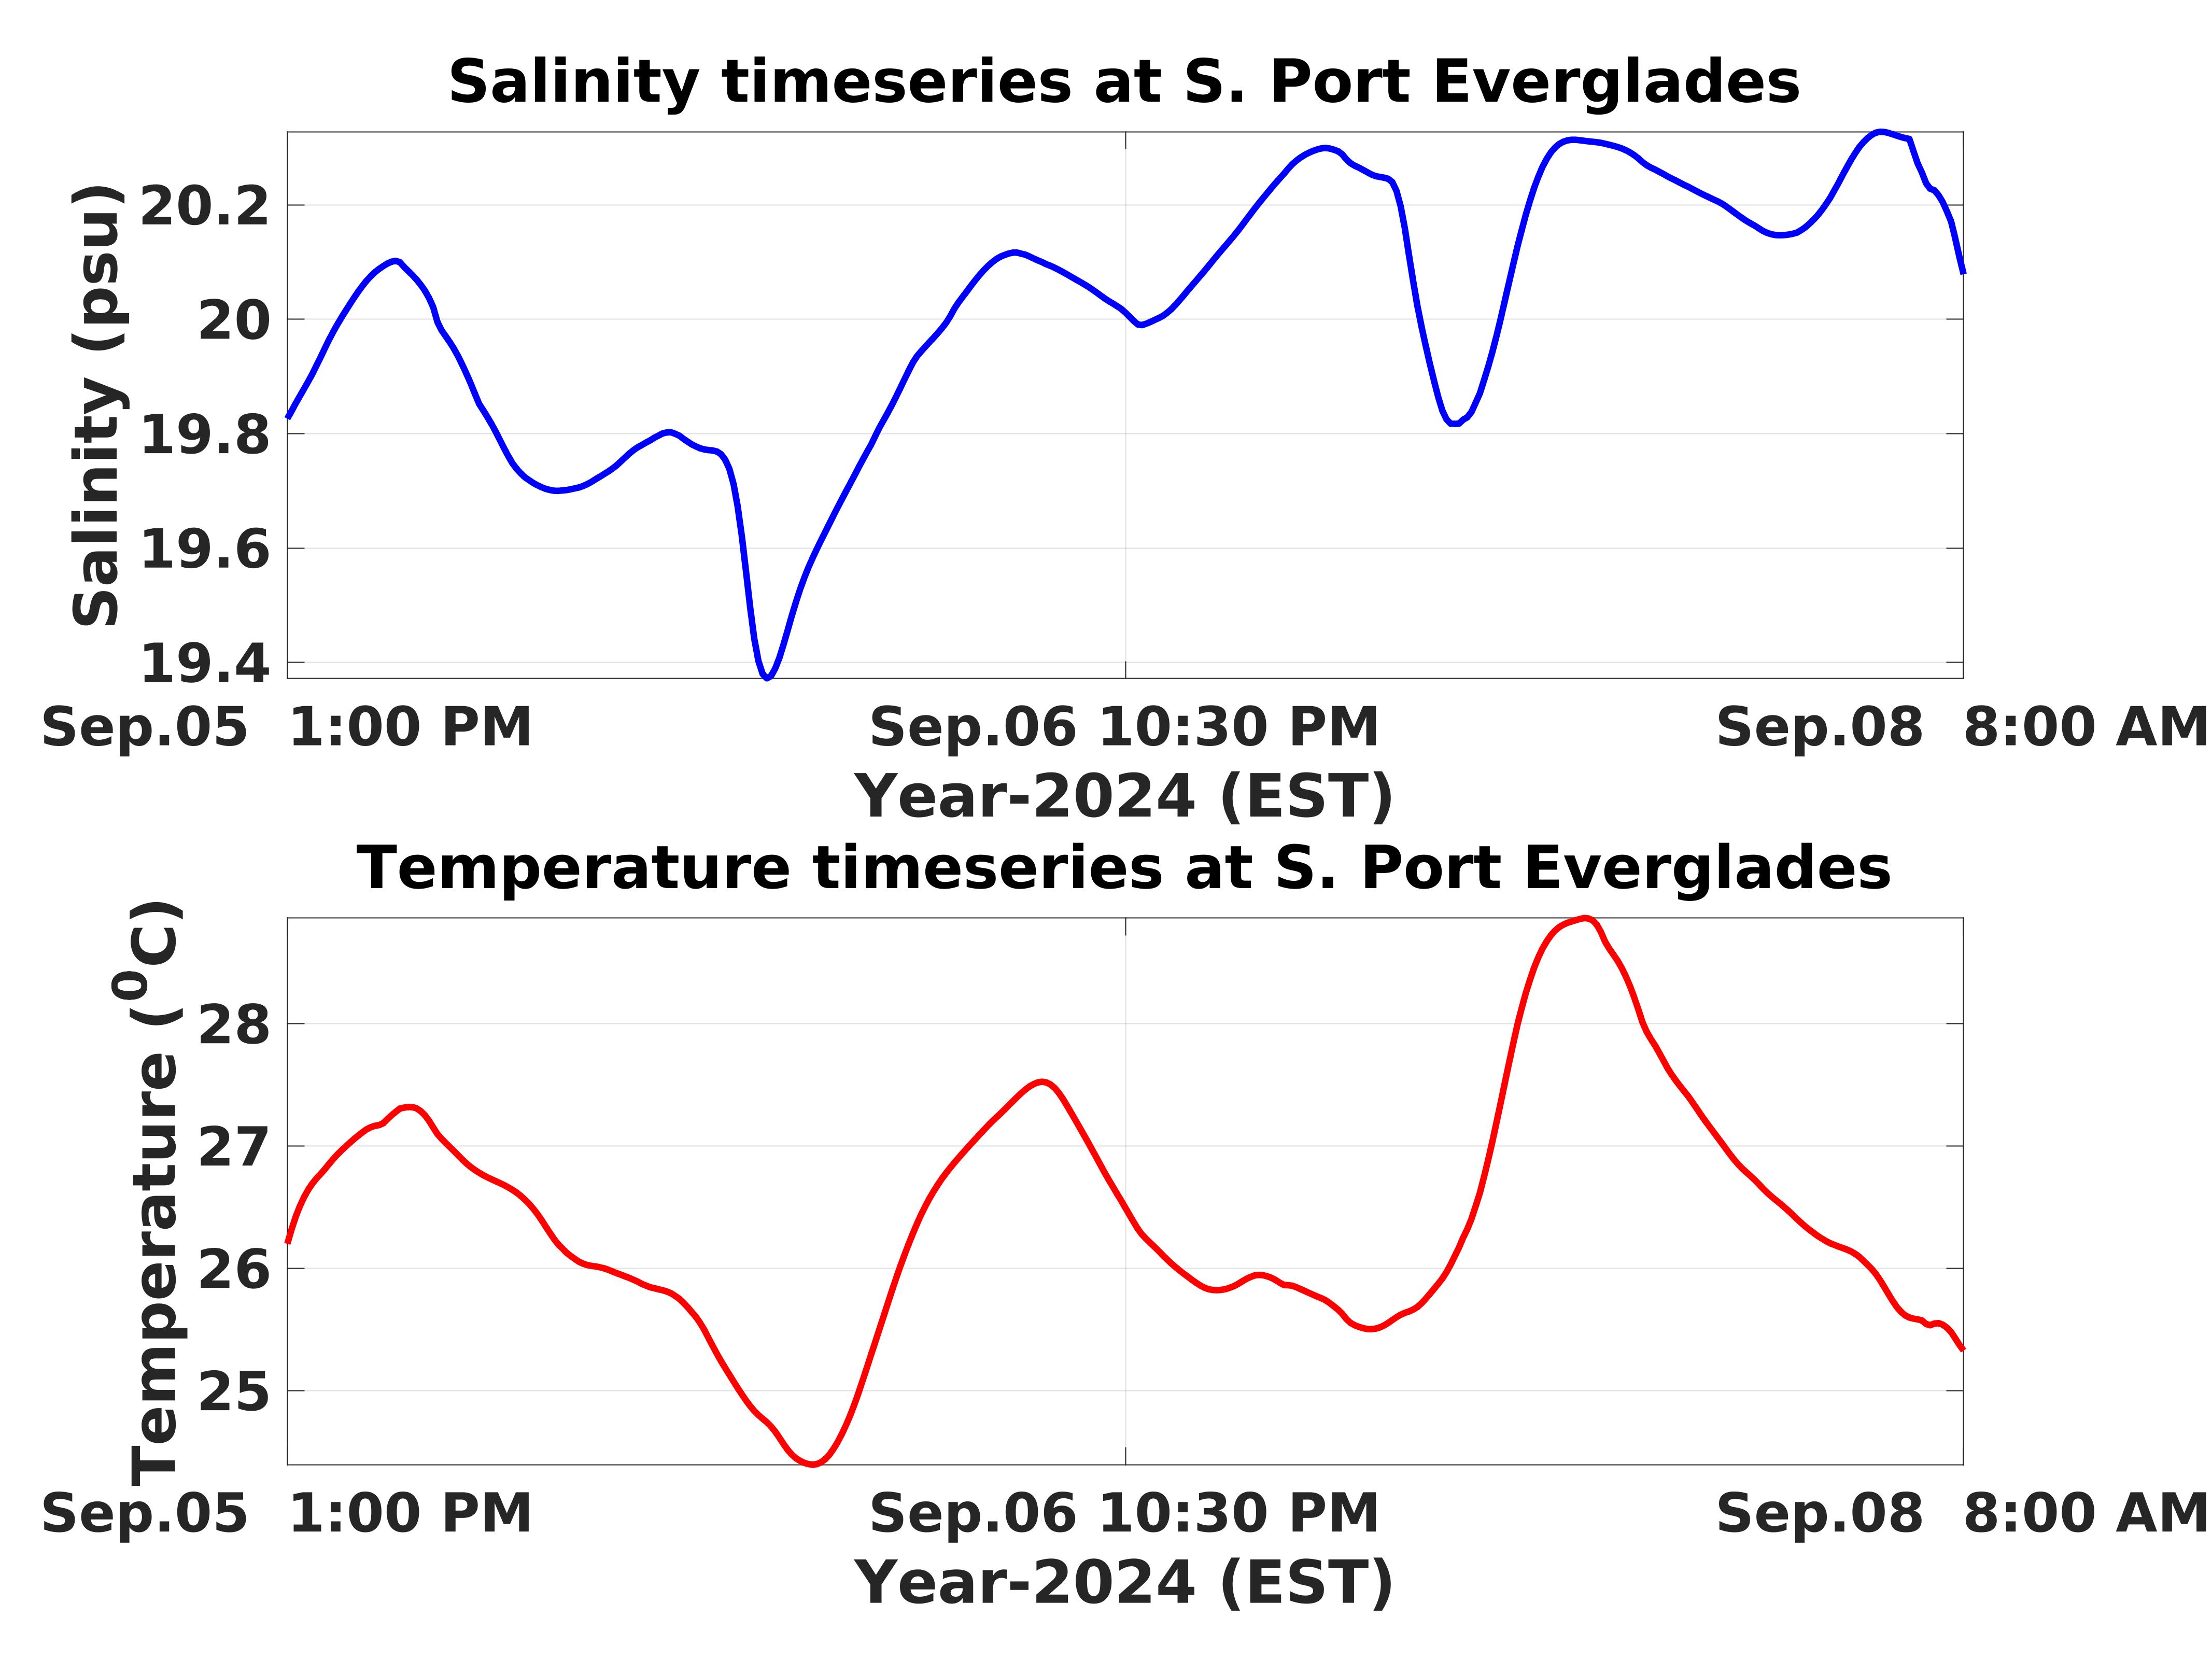 Salinity timeseries at S. Port Everglades
Salinity (psu)
20.2
20
19.8
19.6
19.4
Sep.05 1:00 PM
Sep.06 10:30 PM
Sep.08 8:00 AM
Year-2024 (EST)
Temperature timeseries at S. Port Everglades
Temperature (⁰C)
28
27
26
25
Sep.05 1:00 PM
Sep.06 10:30 PM
Sep.08 8:00 AM
Year-2024 (EST)